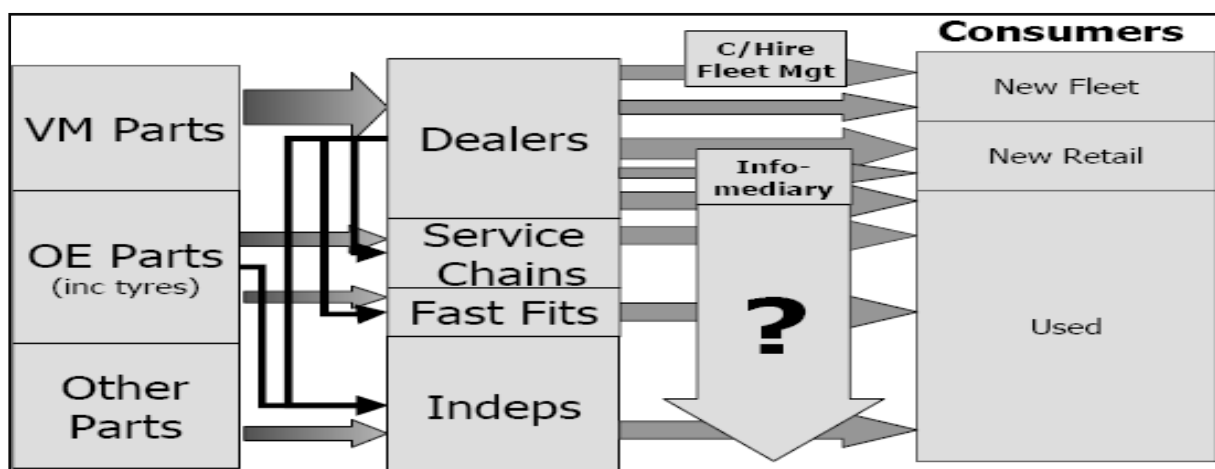 VM Parts
OE Parts
(inc tyres)
Other
Parts
Dealers
Service
Chains
Fast Fits
Indeps
C/Hire
Fleet Mgt
Info-
mediary
?
Consumers
New Fleet
New Retail
Used